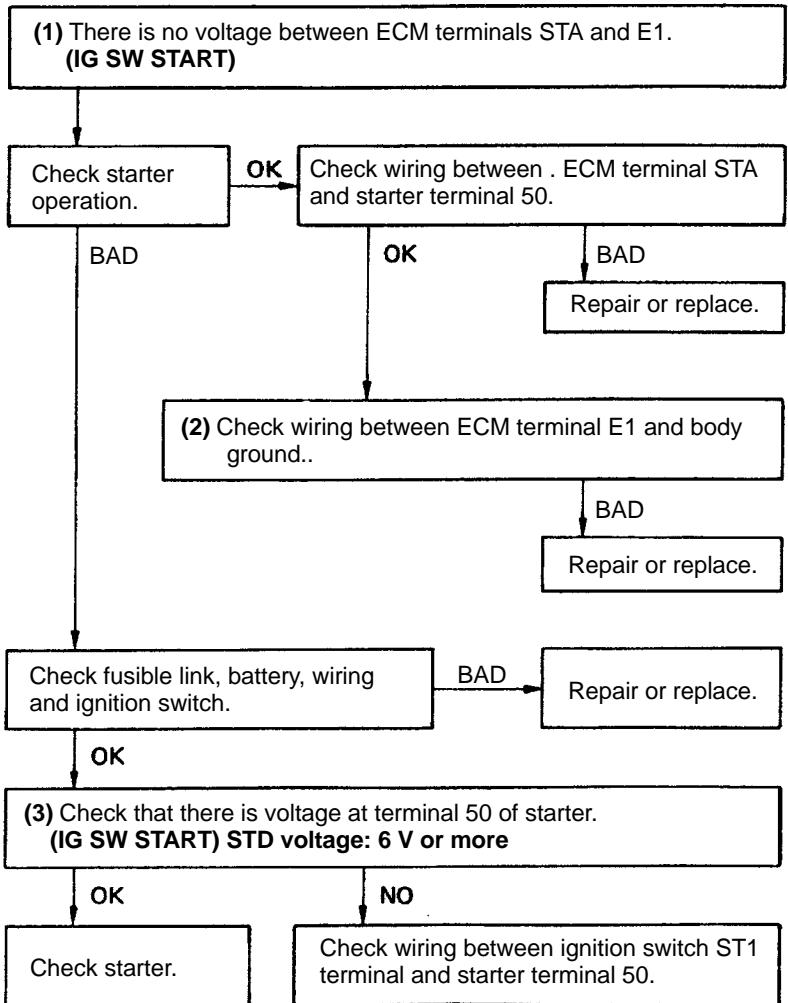 (1) There is no voltage between ECM terminals STA and E1.
(IG SW START)
Check starter
operation.
OK
Check wiring between . ECM terminal STA
and starter terminal 50.
BAD
OK
BAD
Repair or replace.
(2) Check wiring between ECM terminal E1 and body
ground..
BAD
Repair or replace.
Check fusible link, battery, wiring
and ignition switch.
BAD
Repair or replace.
OK
(3) Check that there is voltage at terminal 50 of starter.
(IG SW START) STD voltage: 6 V or more
OK
NO
Check starter.
Check wiring between ignition switch ST1
terminal and starter terminal 50.